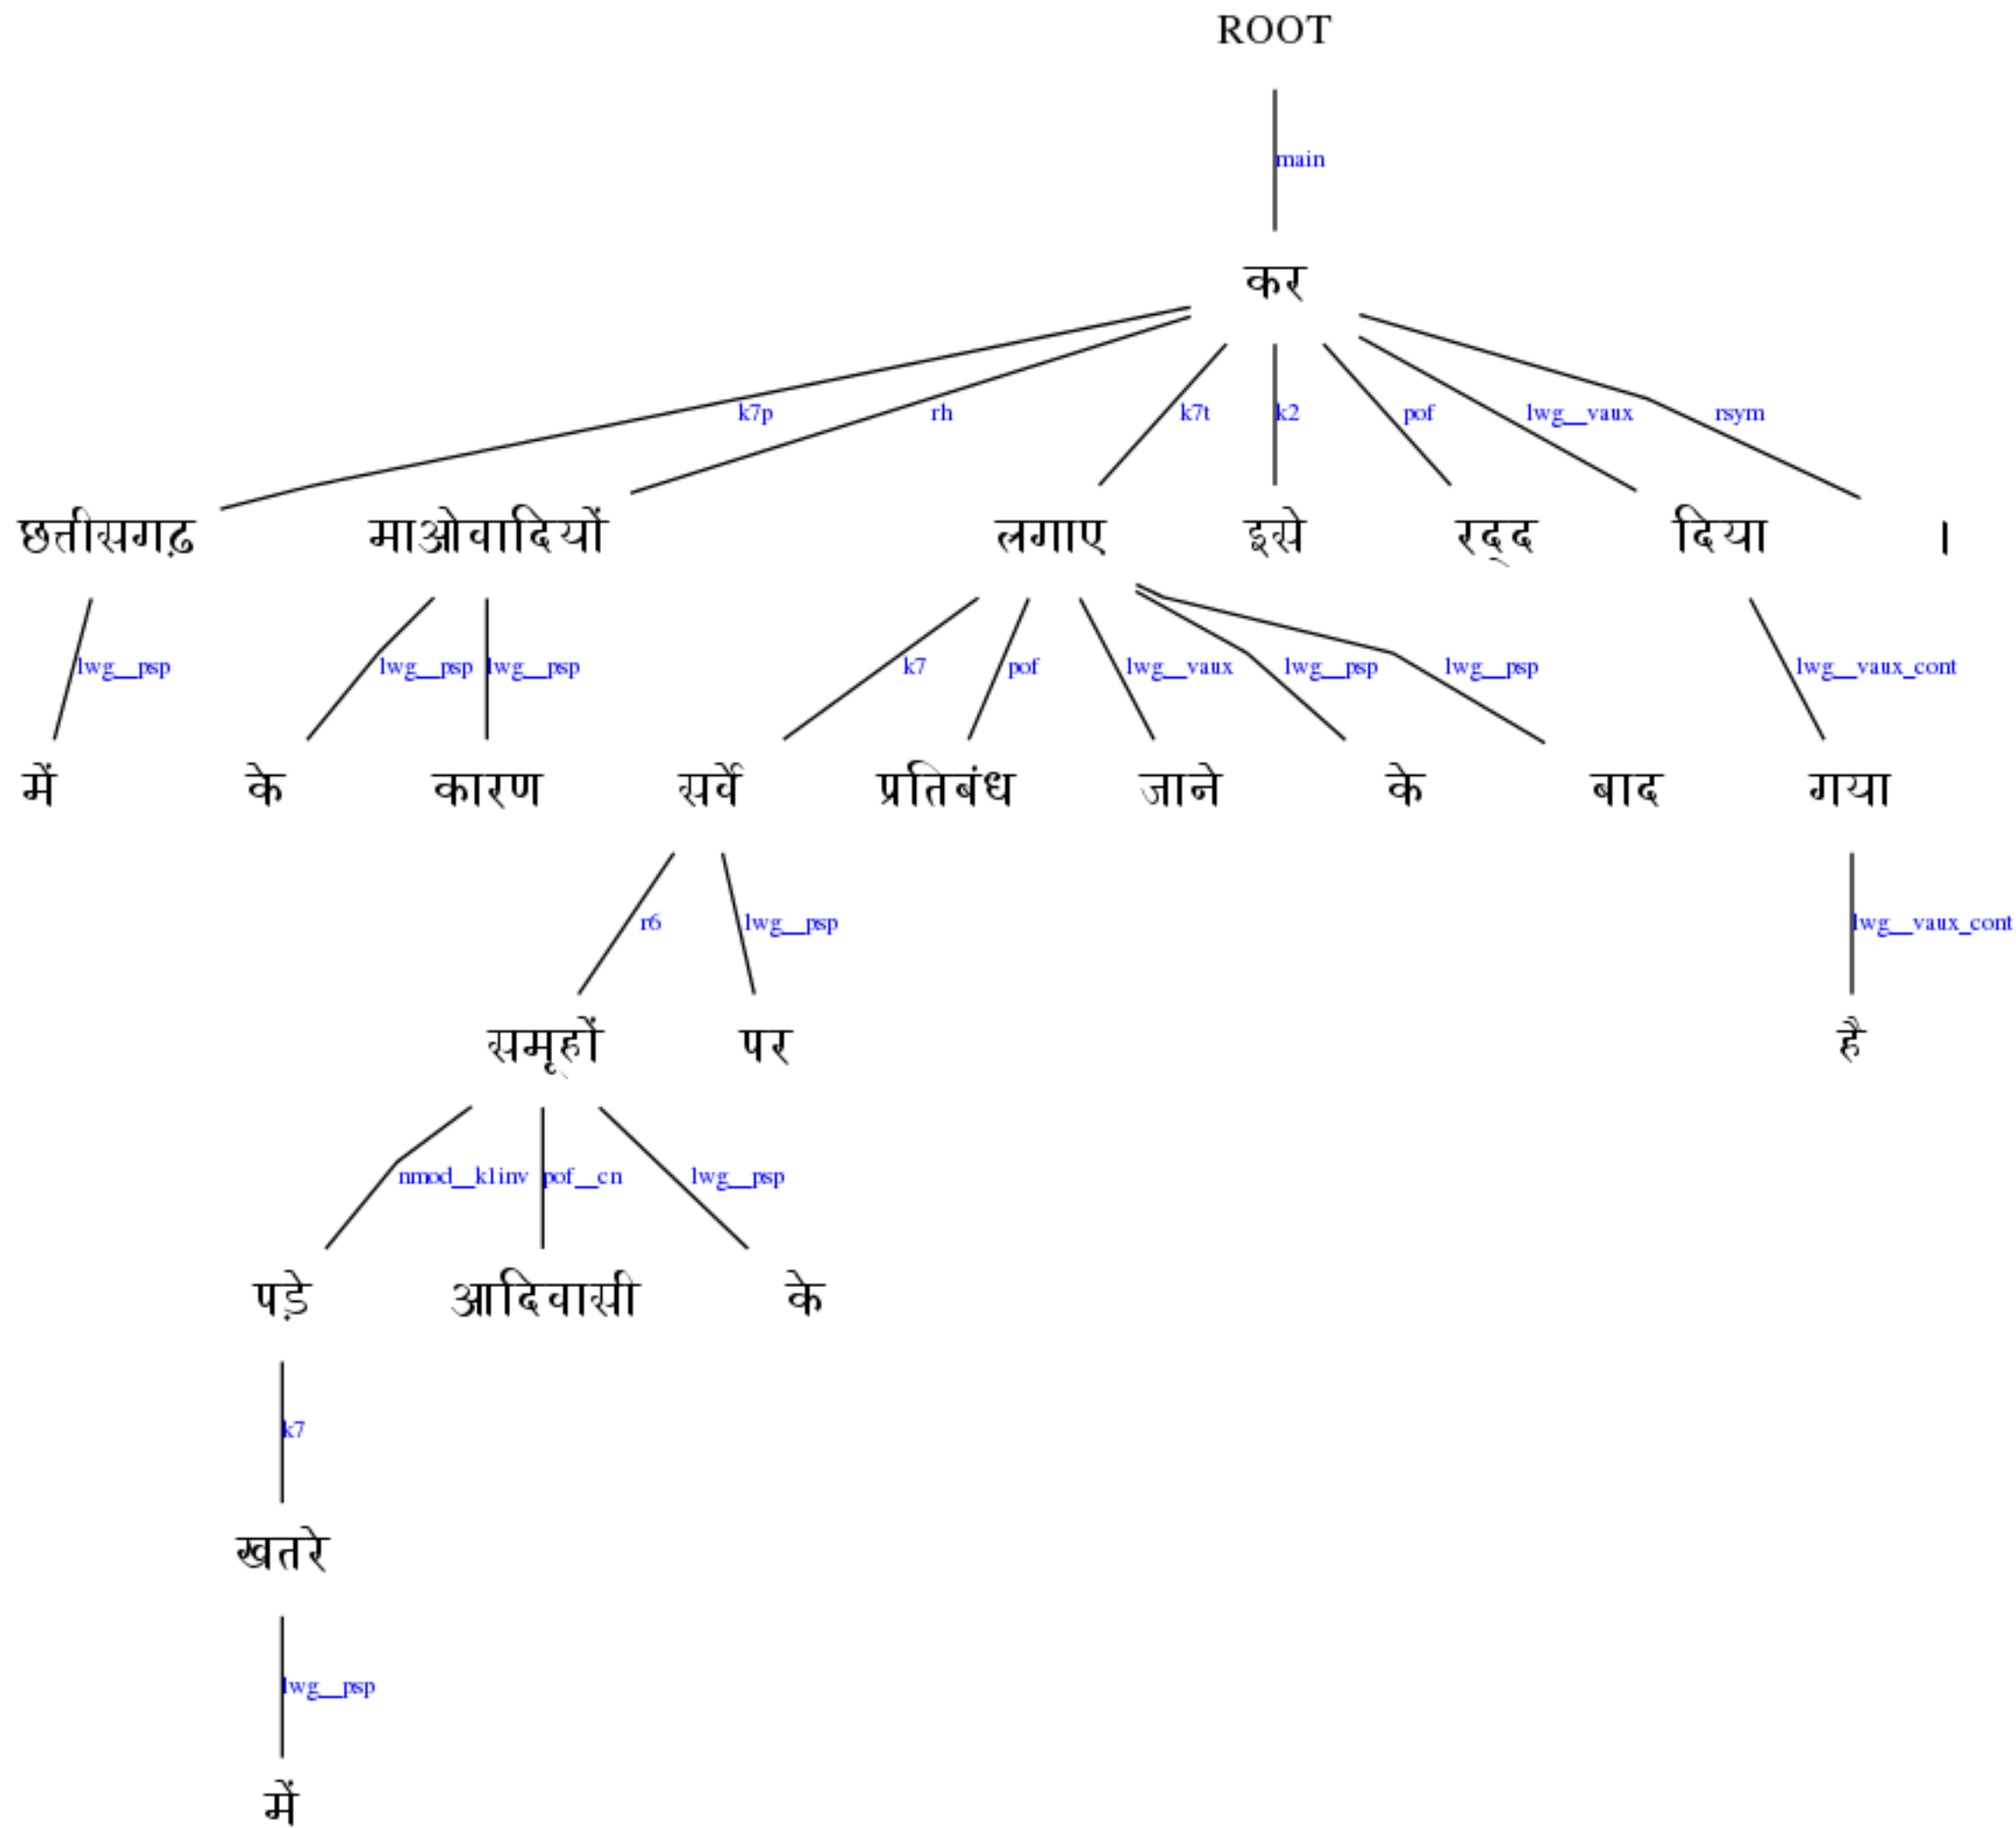 ROOT
main
कर
k7p rh k7t k2 pof lwg__vaux rsym
छत्तीसगढ़ माओवादियों लगाए इसे रद्द दिया ।
lwg__psp lwg__psp lwg__psp k7 pof lwg__vaux lwg__psp lwg__psp lwg__vaux_cont
में के कारण सर्वे प्रतिबंध जाने के बाद गया
r6 lwg__psp lwg__vaux_cont
समूहों पर है
nmod__k1inv pof__cn lwg__psp
पड़े आदिवासी के
k7
खतरे
lwg__psp
में